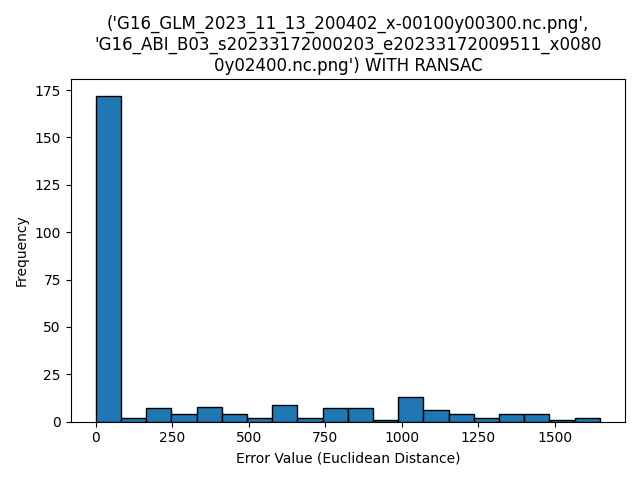 ('G16_GLM_2023_11_13_200402_x-00100y00300.nc.png',
'G16_ABI_B03_s20233172000203_e20233172009511_x0080
0y02400.nc.png') WITH RANSAC
175
150
125
100
75
50
25
0
Frequency
0 250 500 750 1000 1250 1500
Error Value (Euclidean Distance)